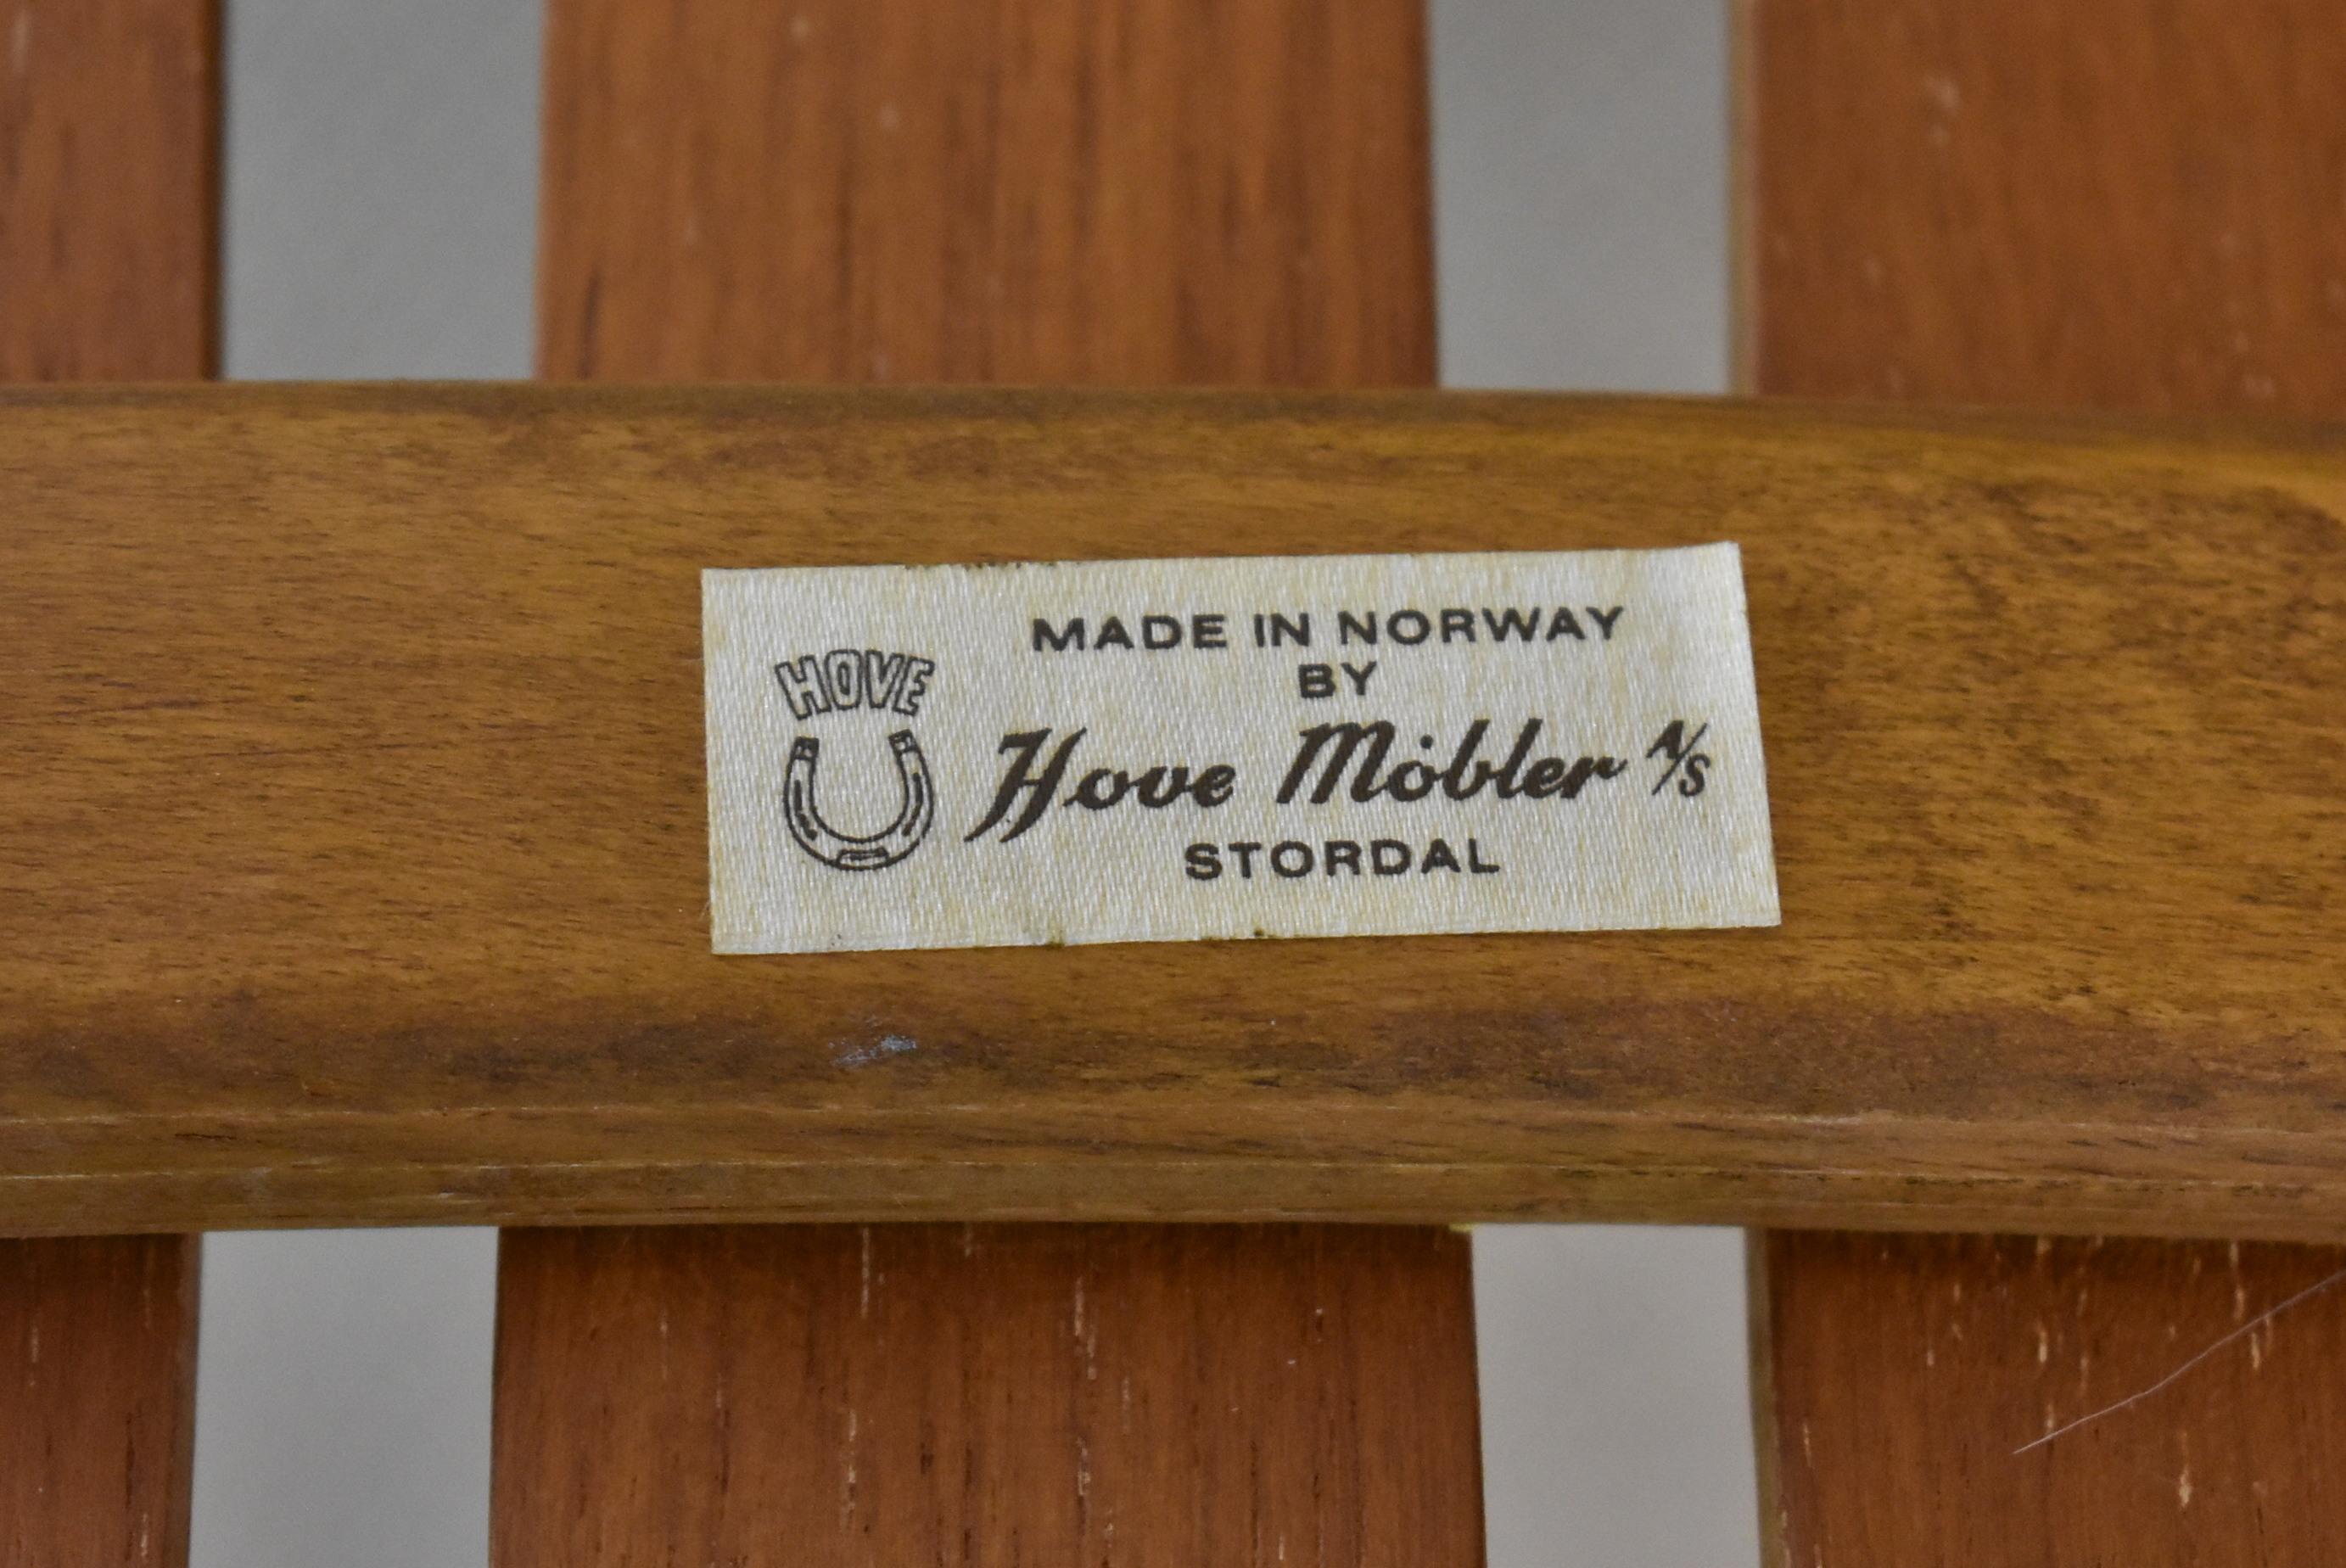 HOVE
MADE IN NORWAY
BY
Hove Möbler A/S
STORDAL